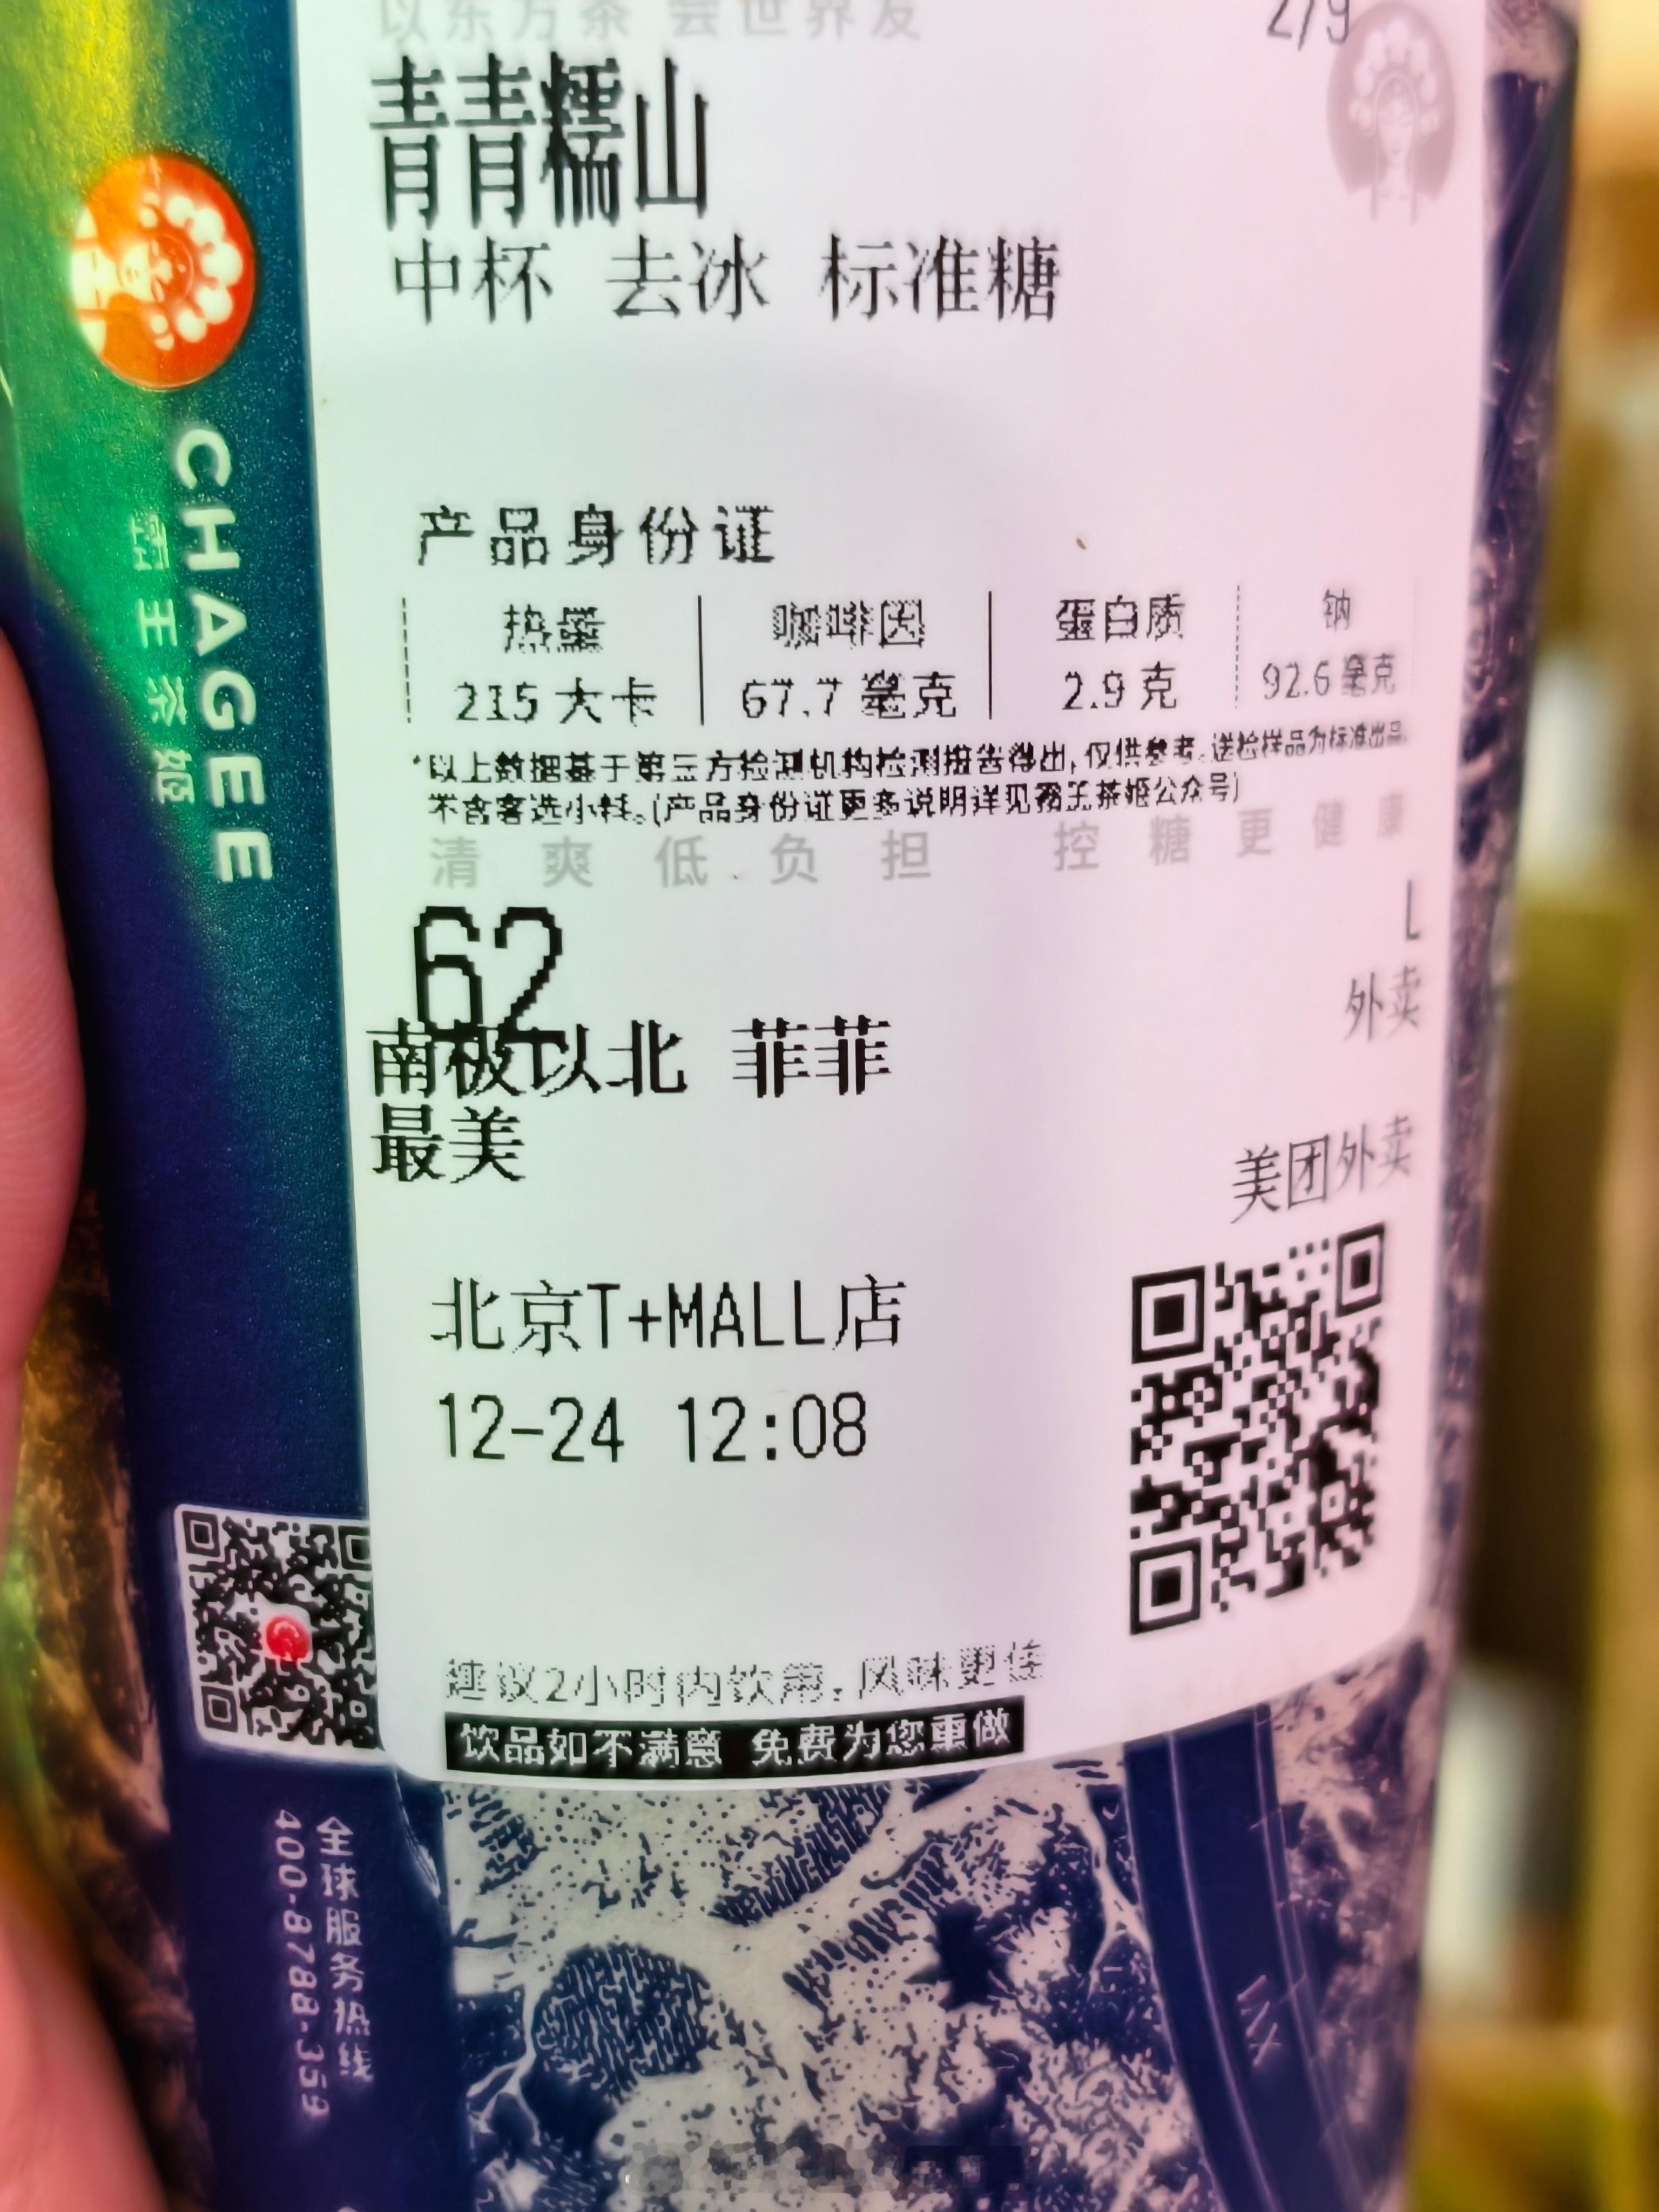 以东方茶 会世界友
2/9
青青糯山
中杯 去冰 标准糖
CHAGEE
霸王茶姬
产品身份证
热量 咖啡因 蛋白质 钠
215 大卡 67.7 毫克 2.9 克 92.6 毫克
*以上数据基于第三方检测机构检测报告得出,仅供参考,送检样品为标准出品,
不含客选小料。(产品身份证更多说明详见霸王茶姬公众号)
清爽低负担 控糖更健康
62
L
外卖
南极以北 菲菲
最美
美团外卖
北京T+MALL店
12-24 12:08
建议2小时内饮用,风味更佳
饮品如不满意 免费为您重做
全球服务热线
400-8788-359